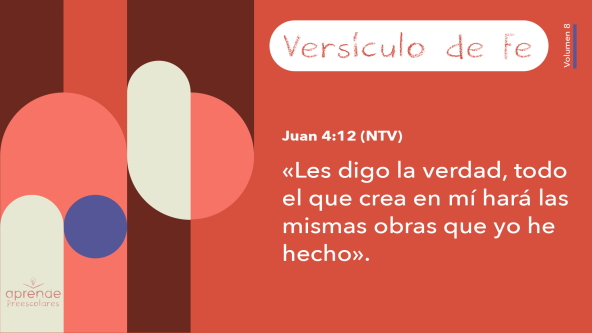 Versículo de Fe
Volumen 8
Juan 4:12 (NTV)
«Les digo la verdad, todo
el que crea en mí hará las
mismas obras que yo he
hecho».
aprende
Preescolares